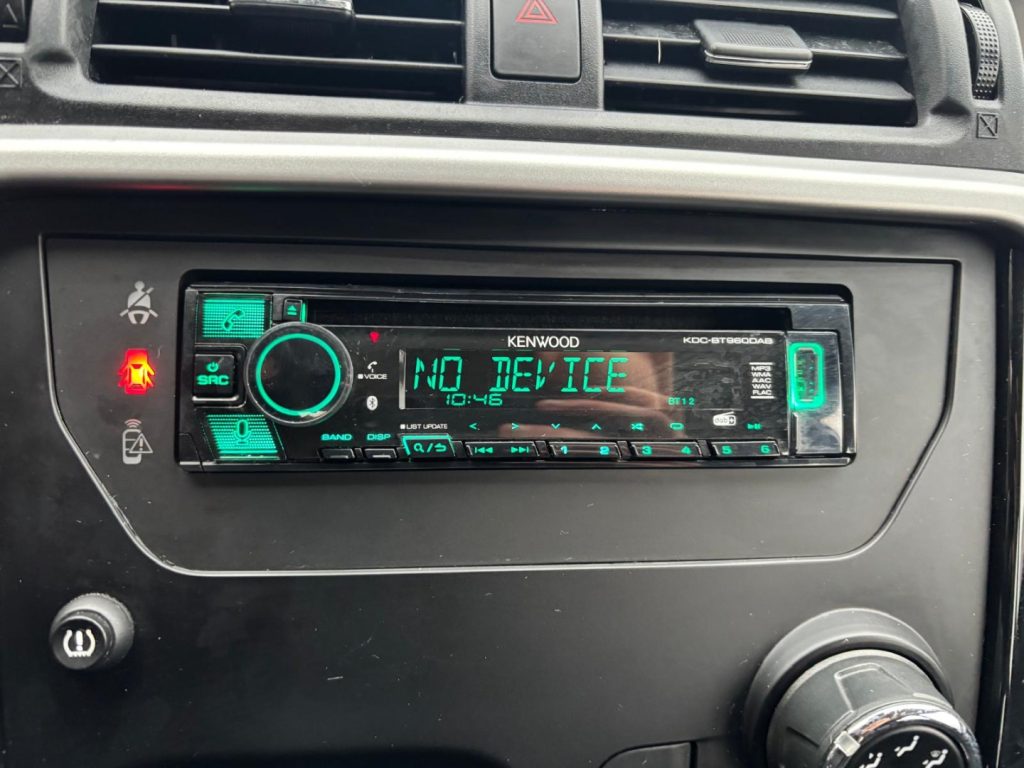 KENWOOD
KDC-BT960DAB
SRC
VOICE
NO DEVICE
10:46
BT12
MP3
WMA
AAC
WAV
FLAC
LIST UPDATE
dab
BAND
DISP
1 2 3 4 5 6